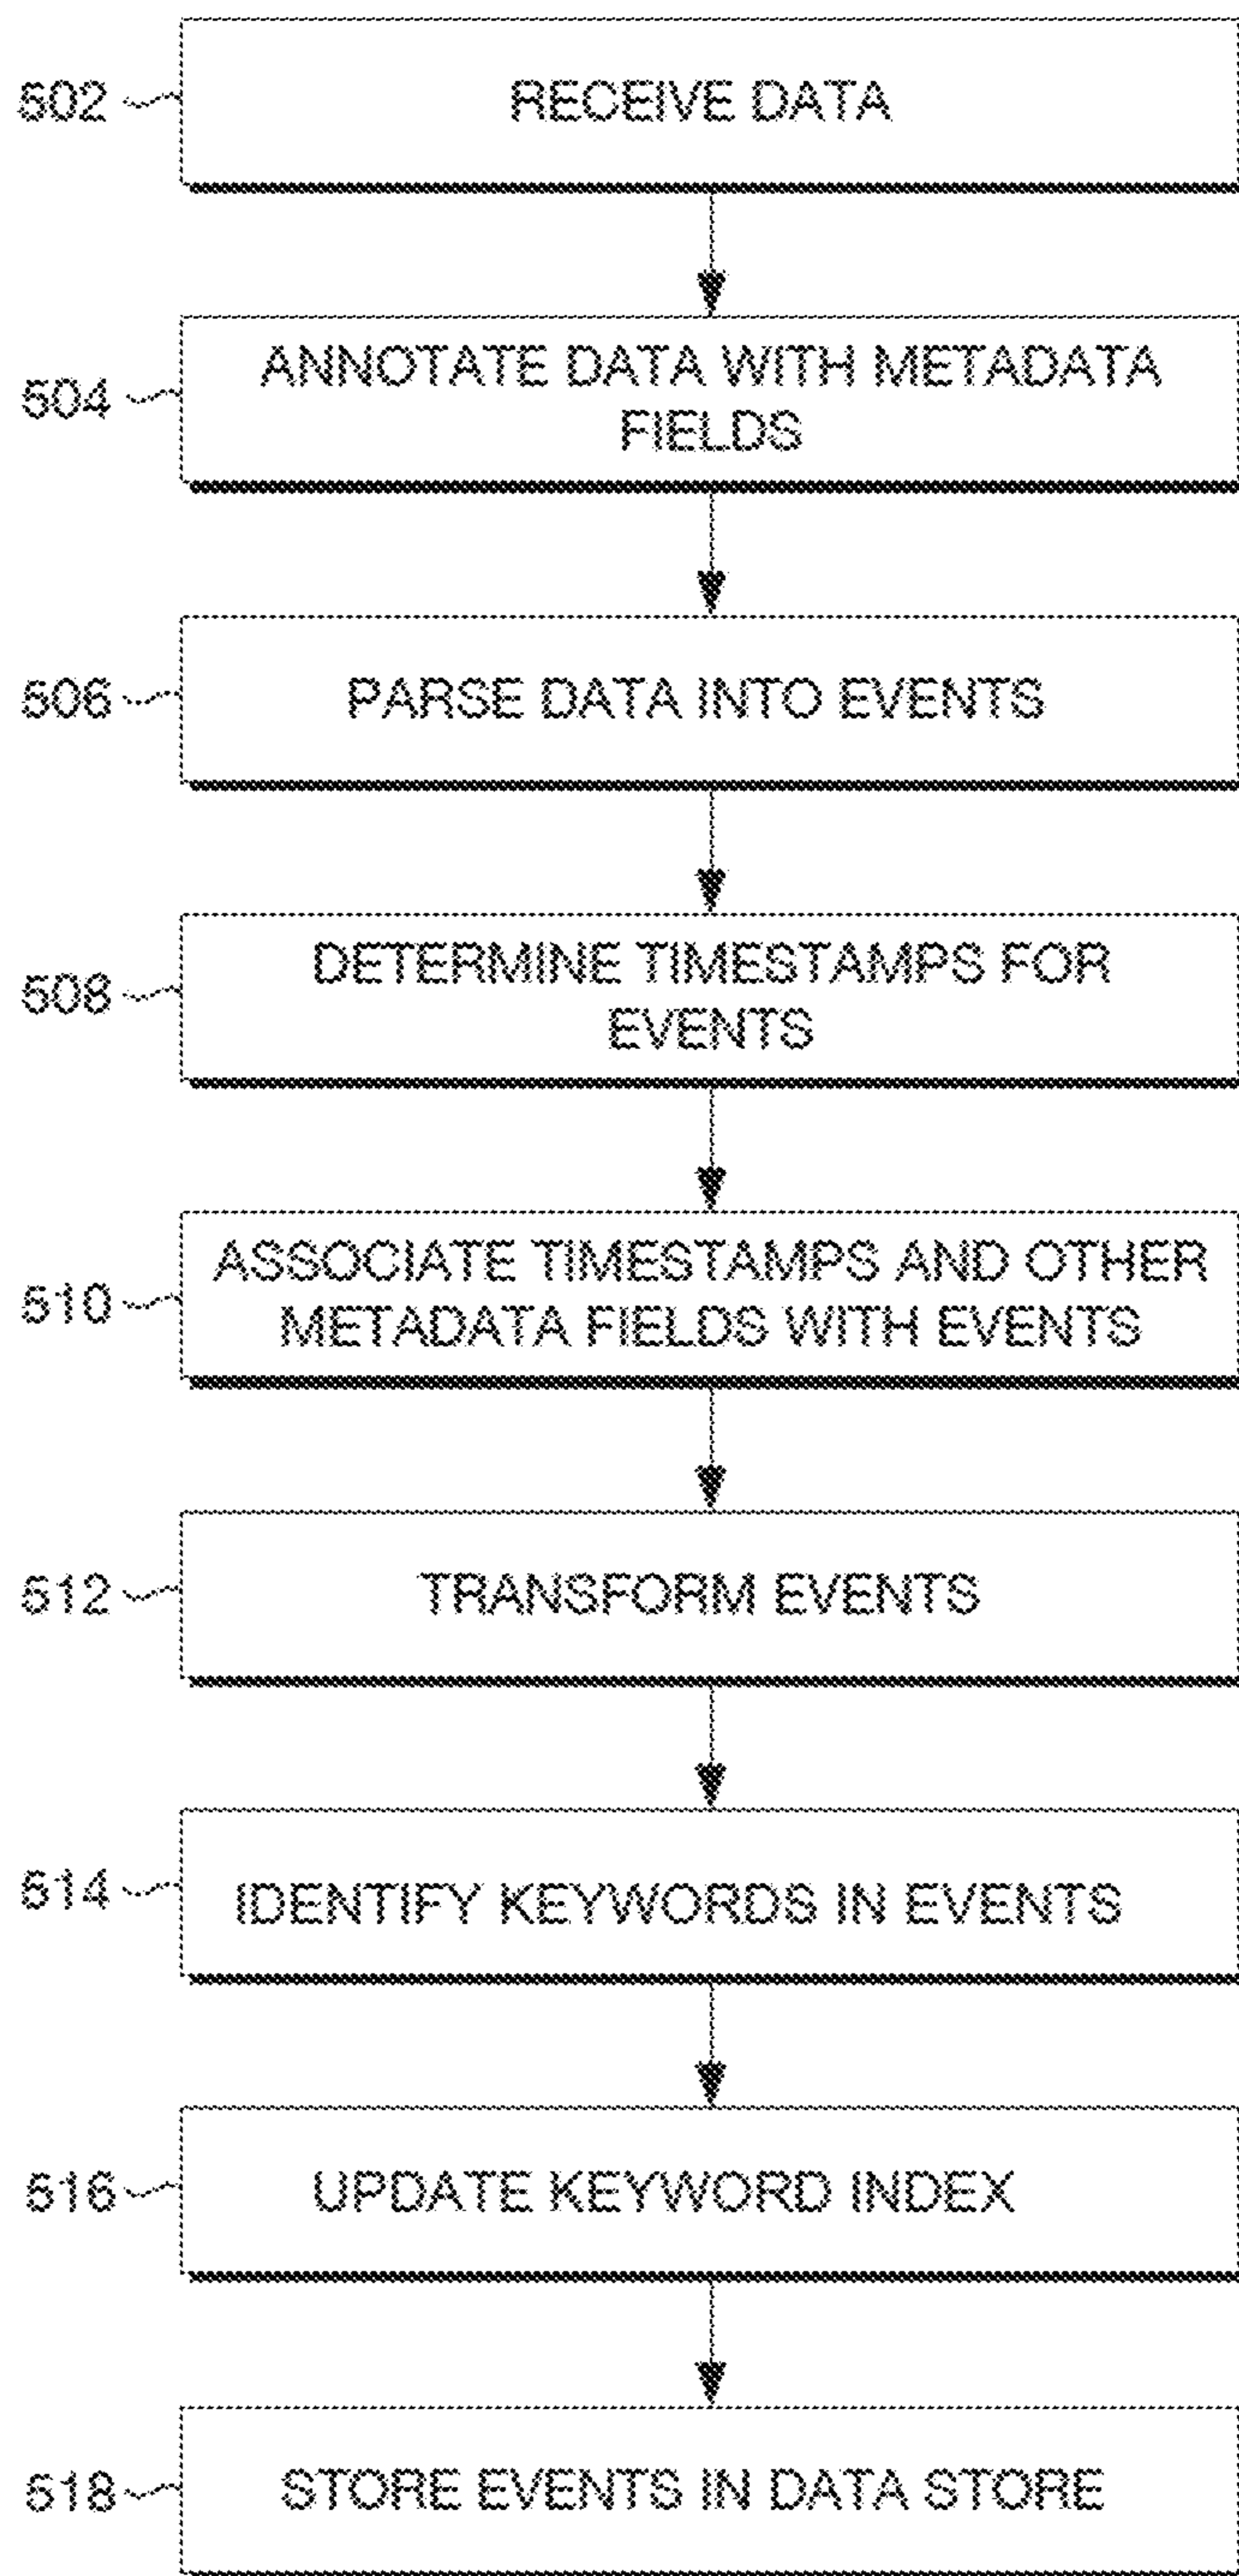 502
RECEIVE DATA
504
ANNOTATE DATA WITH METADATA
FIELDS
506
PARSE DATA INTO EVENTS
508
DETERMINE TIMESTAMPS FOR
EVENTS
510
ASSOCIATE TIMESTAMPS AND OTHER
METADATA FIELDS WITH EVENTS
512
TRANSFORM EVENTS
514
IDENTIFY KEYWORDS IN EVENTS
516
UPDATE KEYWORD INDEX
518
STORE EVENTS IN DATA STORE